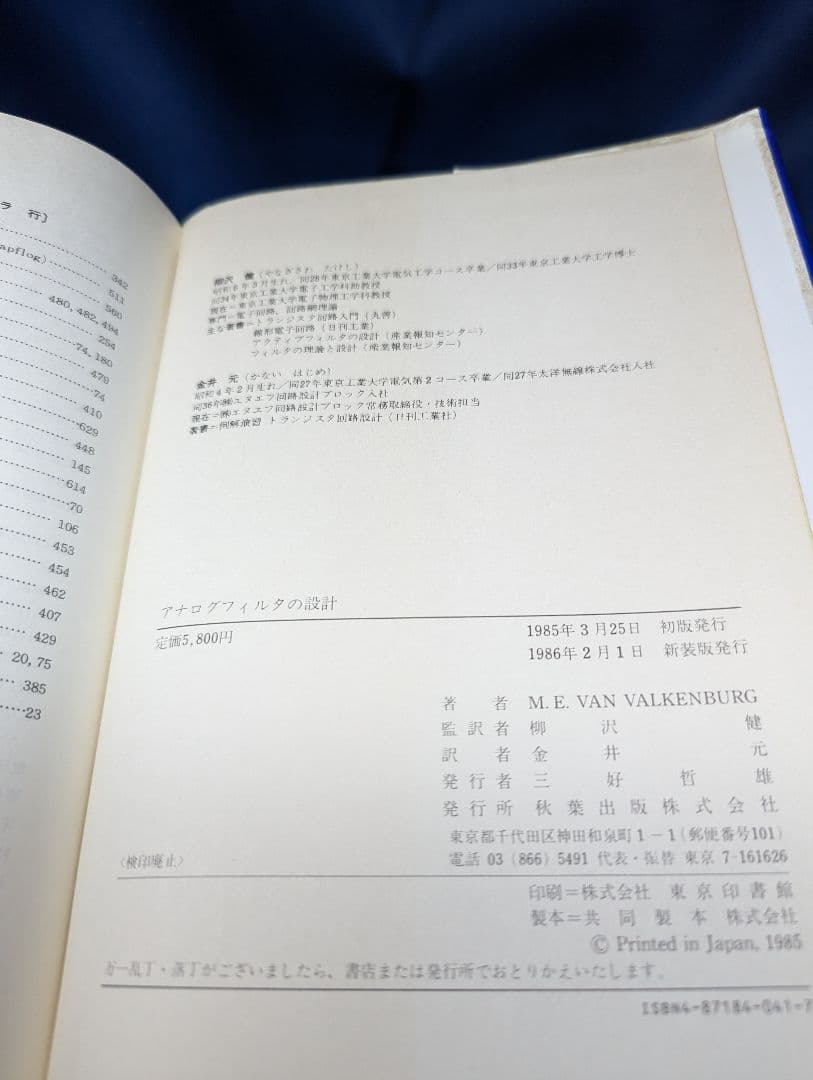 ラ 行〕
apflog)
342
511
560
480, 482, 494
254
74, 180
479
74
410
629
448
145
614
70
106
453
454
462
407
429
20, 75
385
23
柳沢 健(やなぎさわ たけし)
昭和6年3月生れ/同28年東京工業大学電気工学コース卒業/同33年東京工業大学工学博士
同34年東京工業大学電子工学科助教授
現在=東京工業大学電子物理工学科教授
専門=電子回路、回路網理論
主な著書=トランジスタ回路入門(丸善)
線形電子回路(日刊工業)
アクティブフィルタの設計(産業報知センター)
フィルタの理論と設計(産業報知センター)
金井 元(かない はじめ)
昭和4年2月生れ/同27年東京工業大学電気第2コース卒業/同27年太洋無線株式会社入社
同36年㈱エヌエフ回路設計ブロック入社
現在=㈱エヌエフ回路設計ブロック常務取締役・技術担当
著書=例解演習 トランジスタ回路設計(日刊工業社)
アナログフィルタの設計
定価5,800円
1985年3月25日 初版発行
1986年2月1日 新装版発行
著者 M. E. VAN VALKENBURG
監訳者 柳沢健
訳者 金井元
発行者 三好哲雄
発行所 秋葉出版株式会社
東京都千代田区神田和泉町1-1(郵便番号101)
〈検印廃止〉
電話 03 (866) 5491 代表・振替 東京 7-161626
印刷=株式会社 東京印書館
製本=共同製本株式会社
© Printed in Japan, 1985
万一乱丁・落丁がございましたら、書店または発行所でおとりかえいたします。
ISBN4-87184-041-7